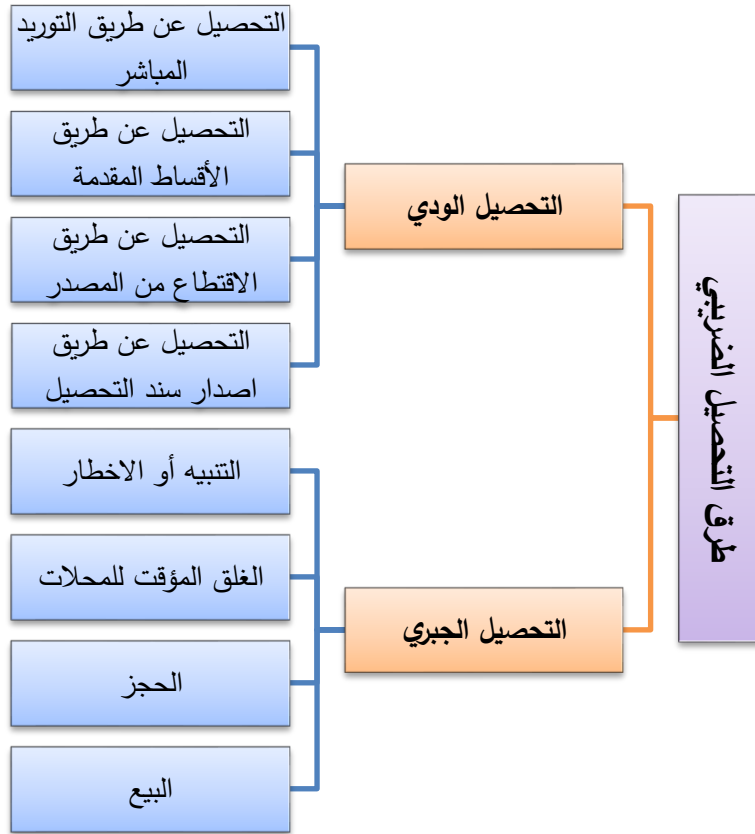 طرق التحصيل الضريبي
التحصيل الودي
التحصيل عن طريق التوريد
المباشر
التحصيل عن طريق
الأقساط المقدمة
التحصيل عن طريق
الاقتطاع من المصدر
التحصيل عن طريق
اصدار سند التحصيل
التحصيل الجبري
التنبيه أو الاخطار
الغلق المؤقت للمحلات
الحجز
البيع